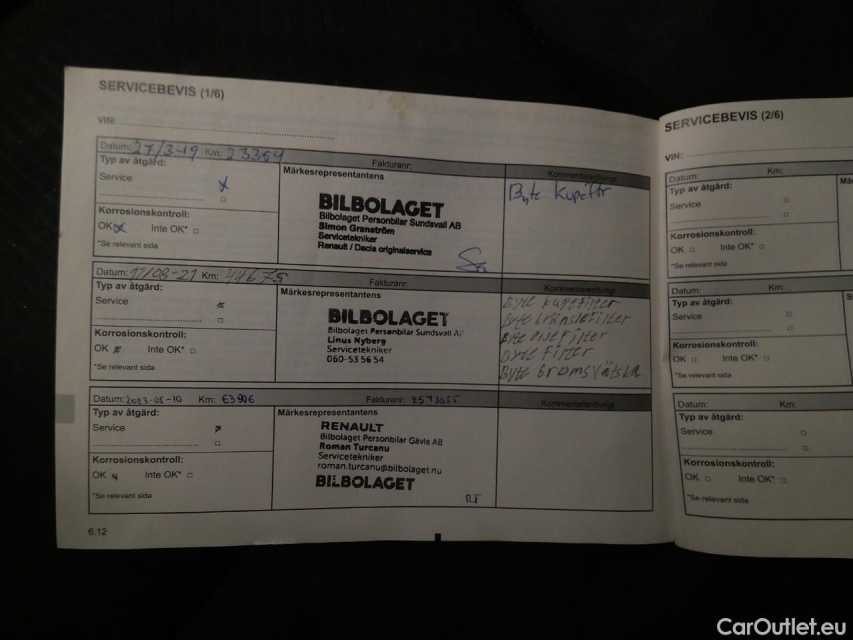 SERVICEBEVIS (1/6)
VIN:
Datum: 27/3-19 Km: 23359 Fakturanr: Kommentar/övrigt
Typ av åtgärd:
Service
Korrosionskontroll:
OK Inte OK*
*Se relevant sida
Märkesrepresentantens
BILBOLAGET
Bilbolaget Personbilar Sundsvall AB
Simon Granström
Servicetekniker
Renault / Dacia originalservice
Byte kupéfltr
Datum: 17/08-21 Km: 44675 Fakturanr: Kommentar/övrigt
Typ av åtgärd:
Service
Korrosionskontroll:
OK Inte OK*
*Se relevant sida
Märkesrepresentantens
BILBOLAGET
Bilbolaget Personbilar Sundsvall AB
Linus Nyberg
Servicetekniker
060-53 56 54
Byte kupefilter
Byte bränslefilter
Byte
Byte Filter
Byte bromsvätska
Datum: 2023-05-10 Km: Fakturanr: Kommentar/övrigt
Typ av åtgärd:
Service
Korrosionskontroll:
OK Inte OK*
*Se relevant sida
Märkesrepresentantens
RENAULT
Bilbolaget Personbilar Gävle AB
Roman Turcanu
Servicetekniker
roman.turcanu@bilbolaget.nu
BILBOLAGET
RT
6.12
SERVICEBEVIS (2/6)
VIN:
Datum: Km:
Typ av åtgärd:
Service
Korrosionskontroll:
OK Inte OK*
*Se relevant sida
Datum: Km:
Typ av åtgärd:
Service
Korrosionskontroll:
OK Inte OK*
*Se relevant sida
Datum: Km:
Typ av åtgärd:
Service
Korrosionskontroll:
OK Inte OK*
*Se relevant sida
CarOutlet.eu